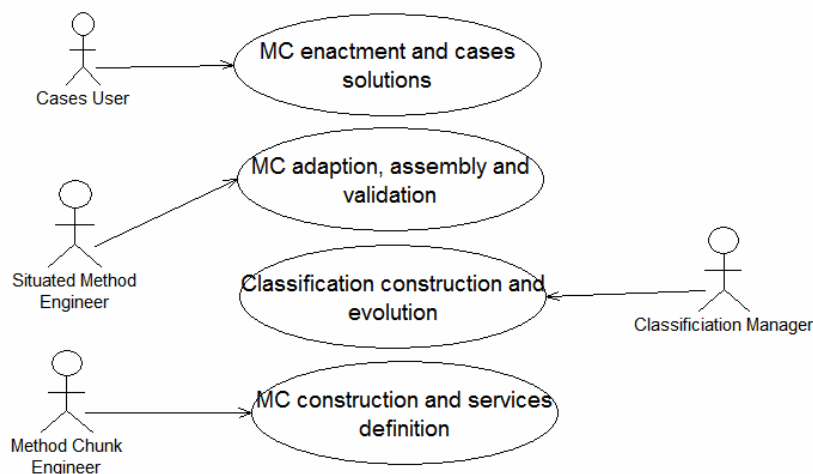 MC enactment and cases
solutions
Cases User
MC adaption, assembly and
validation
Situated Method
Engineer
Classification construction and
evolution
Classificiation Manager
MC construction and services
definition
Method Chunk
Engineer